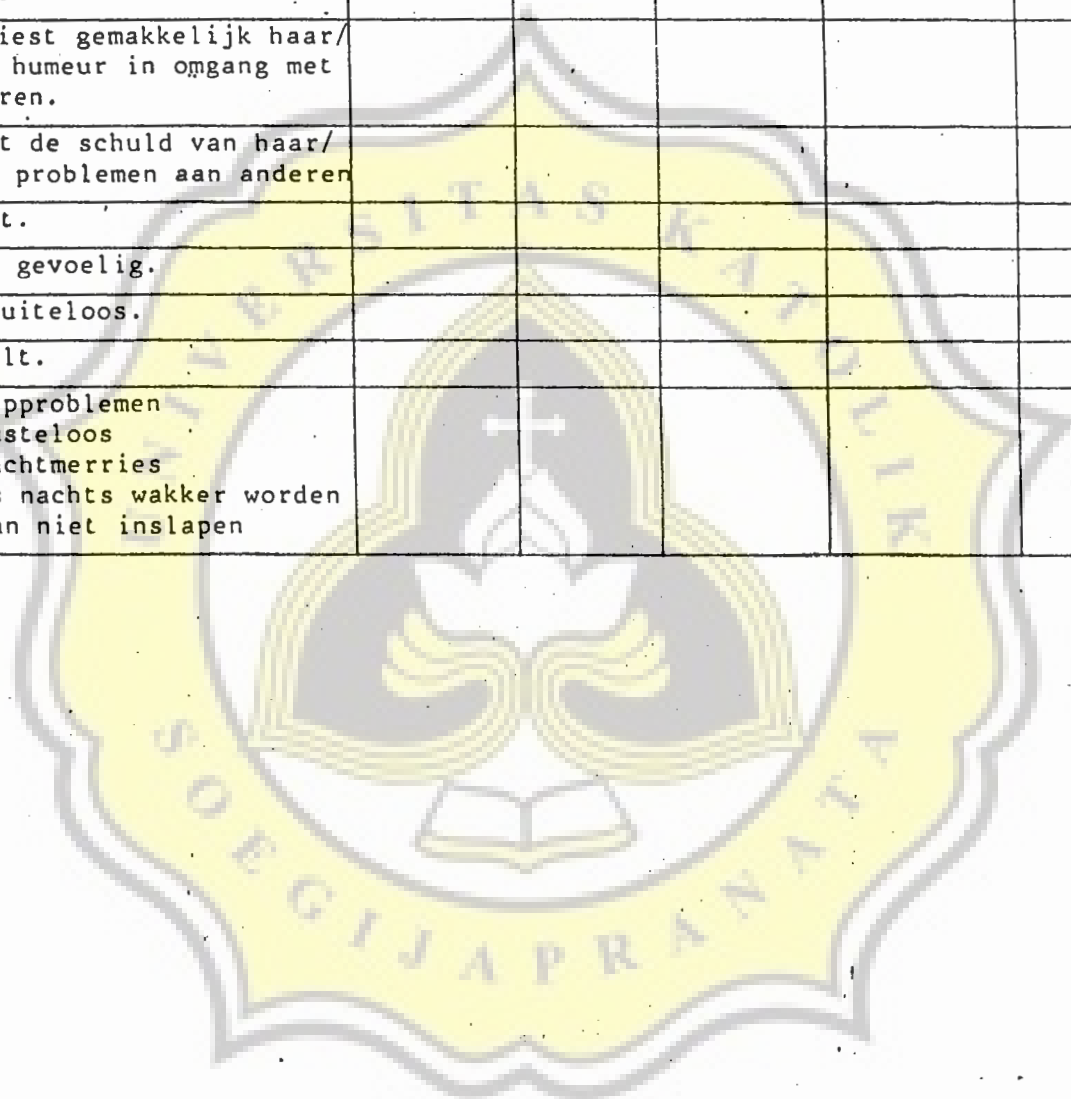 iest gemakkelijk haar/
humeur in omgang met
ren.
t de schuld van haar/
problemen aan anderen
t.
gevoelig.
uiteloos.
lt.
pproblemen
steloos
chtmerries
s nachts wakker worden
an niet inslapen
UNIVERSITAS KATOLIK
SOEGIJAPRANATA